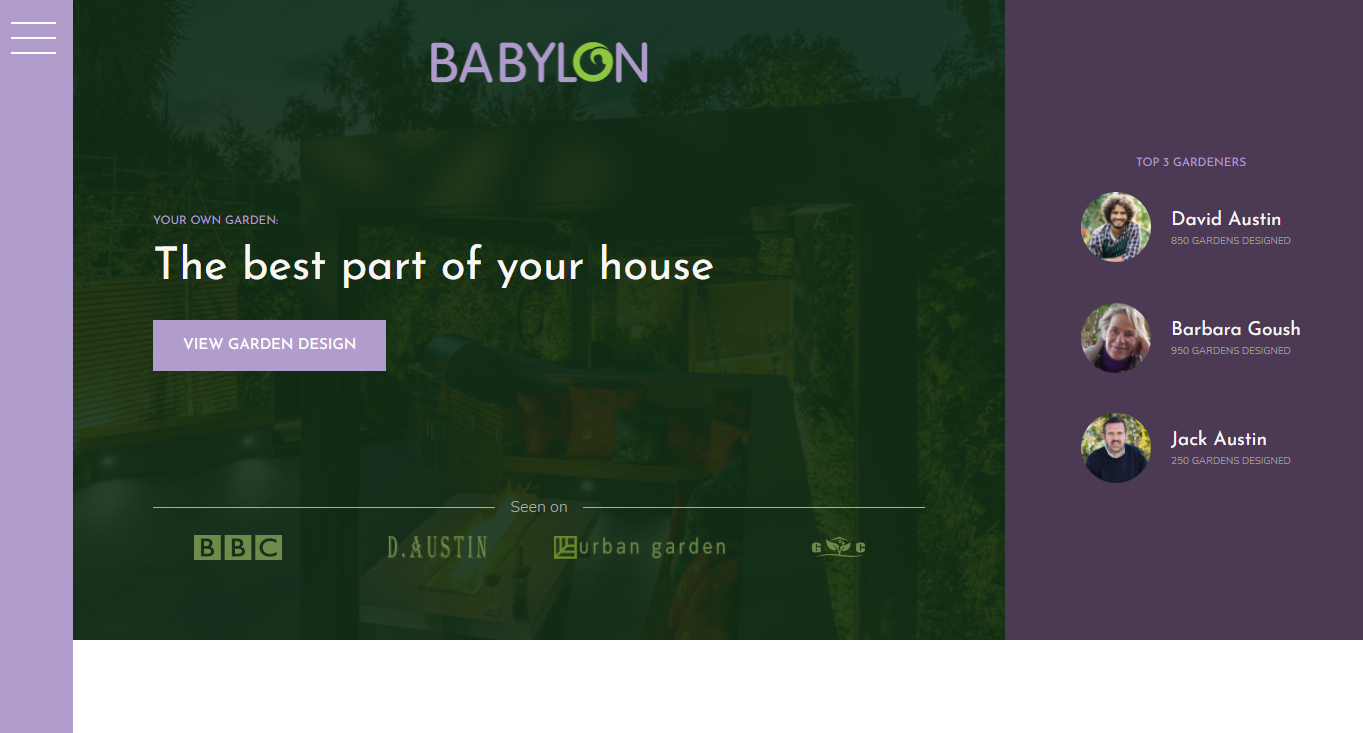 BABYLON
YOUR OWN GARDEN:
The best part of your house
VIEW GARDEN DESIGN
Seen on
BBC
D.AUSTIN
urban garden
G C
TOP 3 GARDENERS
David Austin
850 GARDENS DESIGNED
Barbara Goush
950 GARDENS DESIGNED
Jack Austin
250 GARDENS DESIGNED